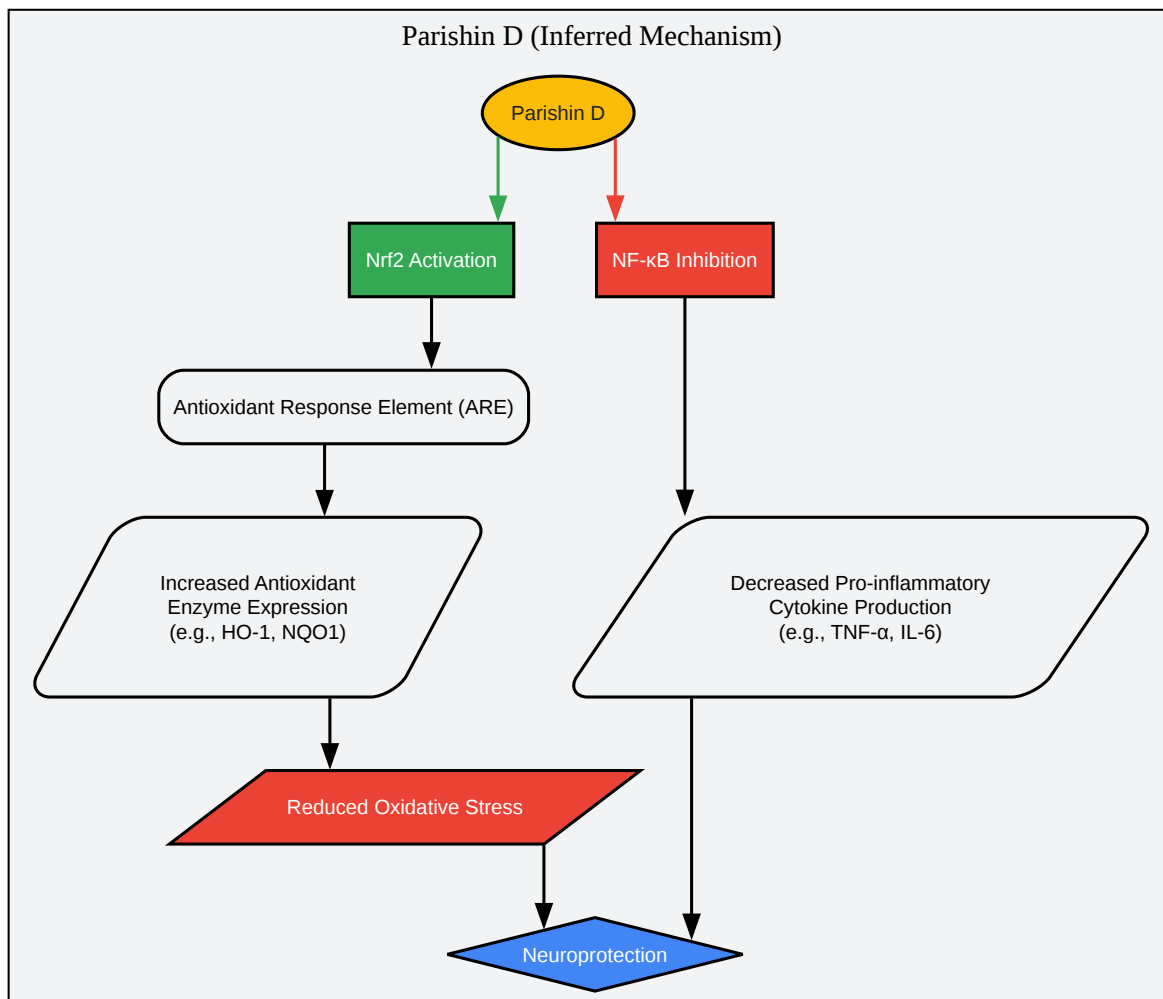 Parishin D (Inferred Mechanism)
Parishin D
Nrf2 Activation
NF-κB Inhibition
Antioxidant Response Element (ARE)
Increased Antioxidant
Enzyme Expression
(e.g., HO-1, NQO1)
Decreased Pro-inflammatory
Cytokine Production
(e.g., TNF-α, IL-6)
Reduced Oxidative Stress
Neuroprotection